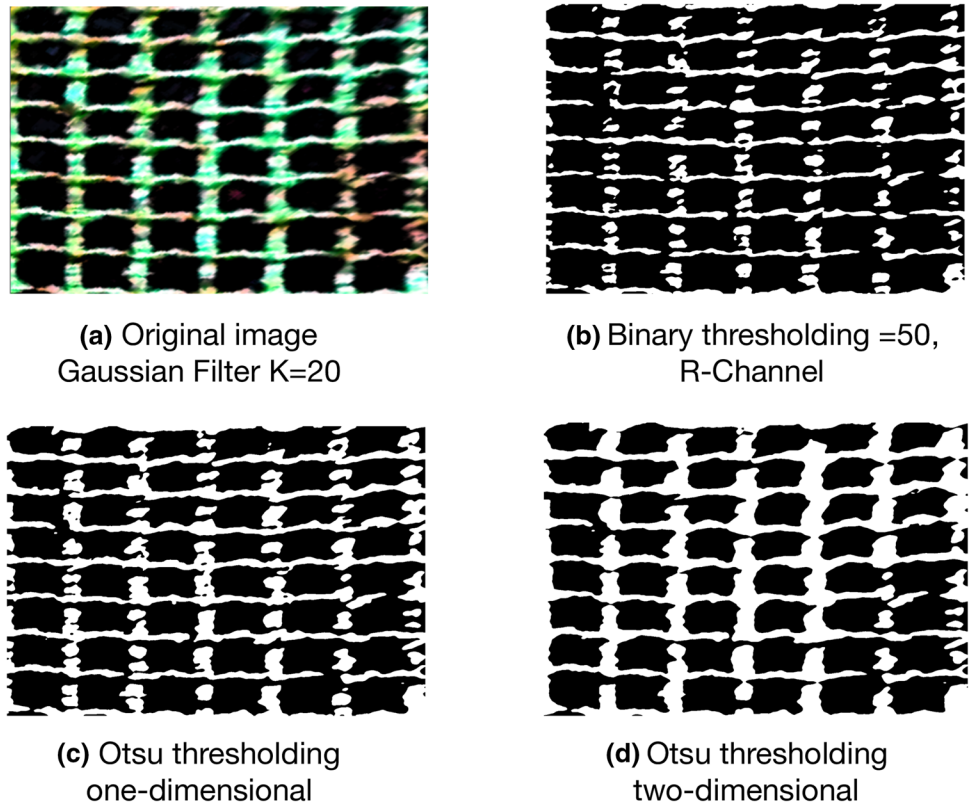 (a) Original image
Gaussian Filter K=20
(b) Binary thresholding =50,
R-Channel
(c) Otsu thresholding
one-dimensional
(d) Otsu thresholding
two-dimensional